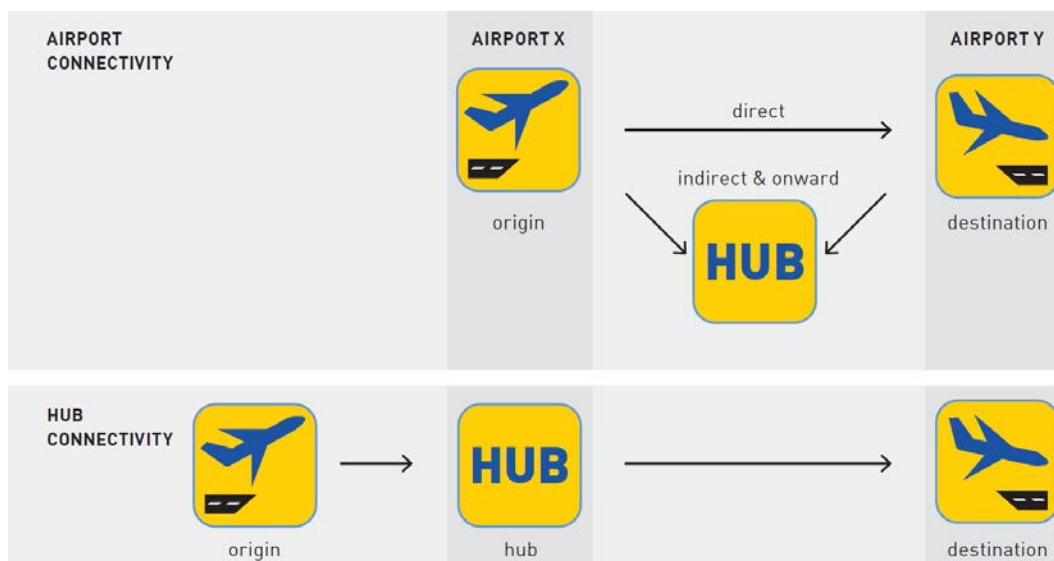 AIRPORT
CONNECTIVITY
AIRPORT X
AIRPORT Y
direct
indirect & onward
origin
HUB
destination
HUB
CONNECTIVITY
HUB
origin
hub
destination